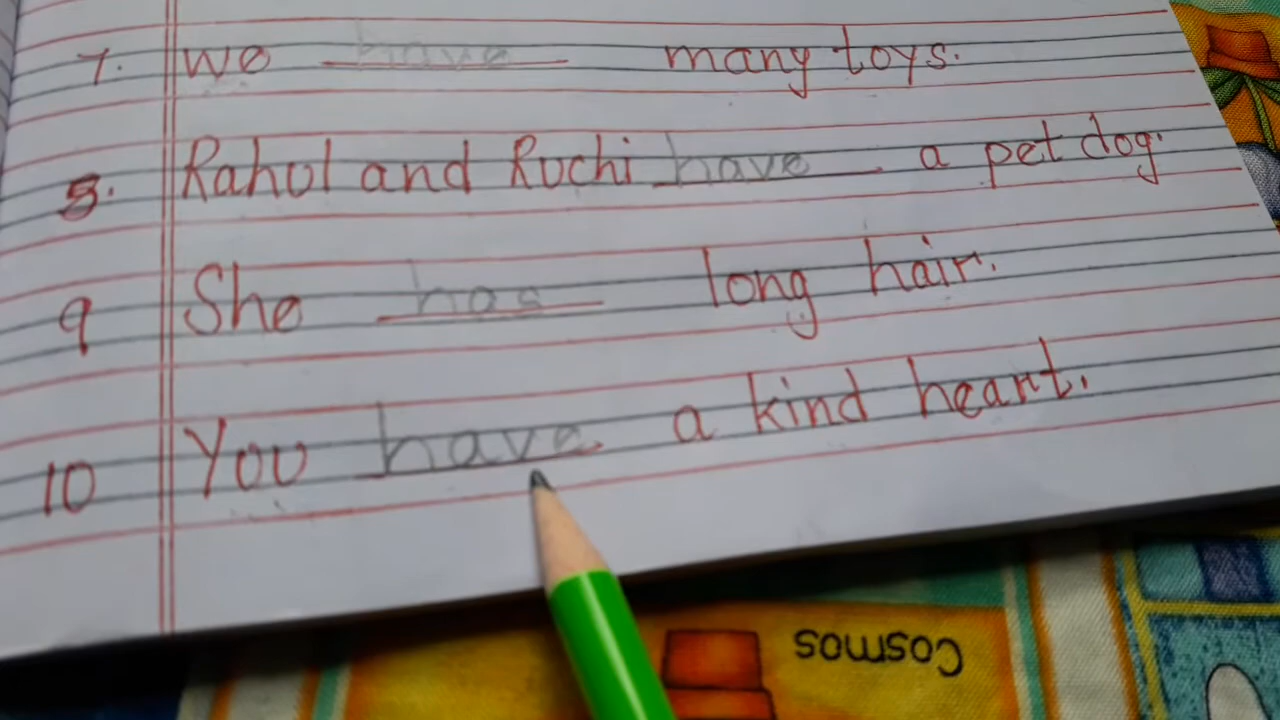 7. We have many toys.
8. Rahul and Ruchi have a pet dog.
9 She has long hair.
10 You have a kind heart.
Cosmos